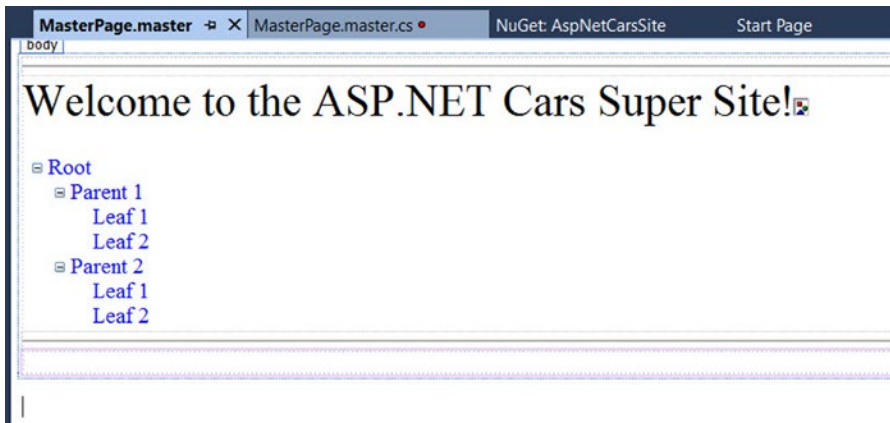 MasterPage.master MasterPage.master.cs NuGet: AspNetCarsSite Start Page
body
Welcome to the ASP.NET Cars Super Site!
Root
Parent 1
Leaf 1
Leaf 2
Parent 2
Leaf 1
Leaf 2